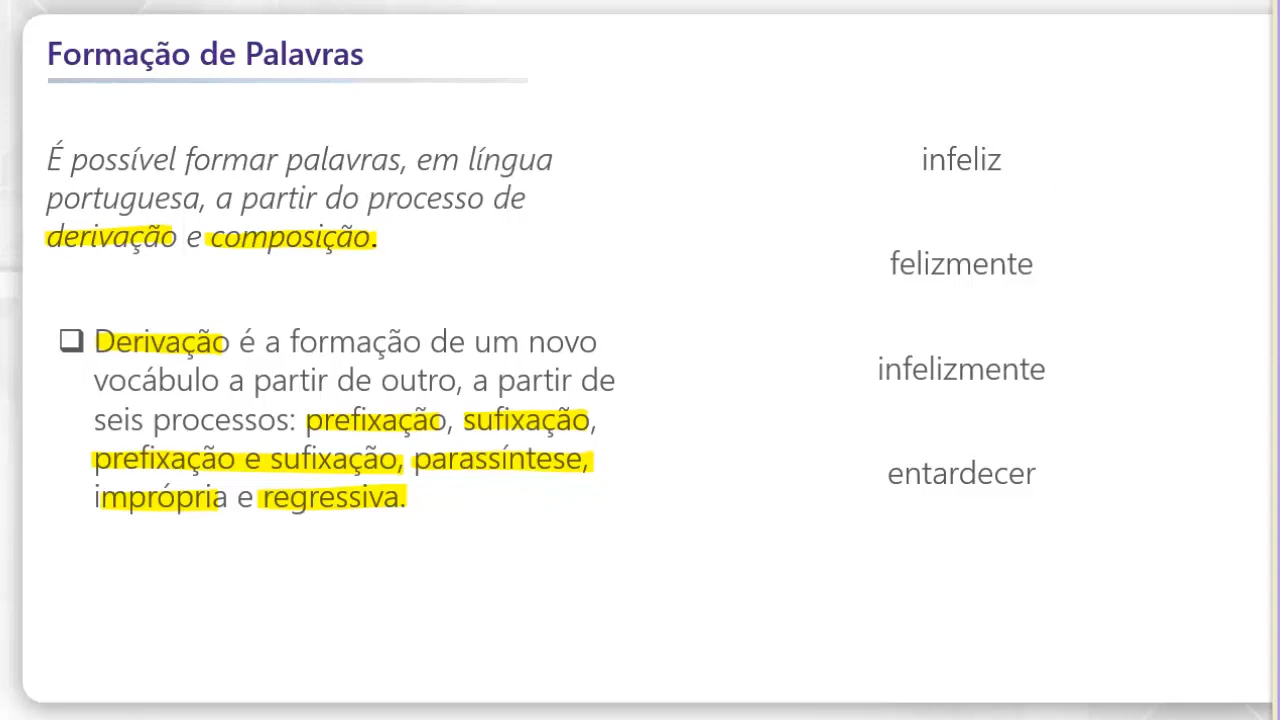 Formação de Palavras
É possível formar palavras, em língua
portuguesa, a partir do processo de
derivação e composição.
❑ Derivação é a formação de um novo
vocábulo a partir de outro, a partir de
seis processos: prefixação, sufixação,
prefixação e sufixação, parassíntese,
imprópria e regressiva.
infeliz
felizmente
infelizmente
entardecer